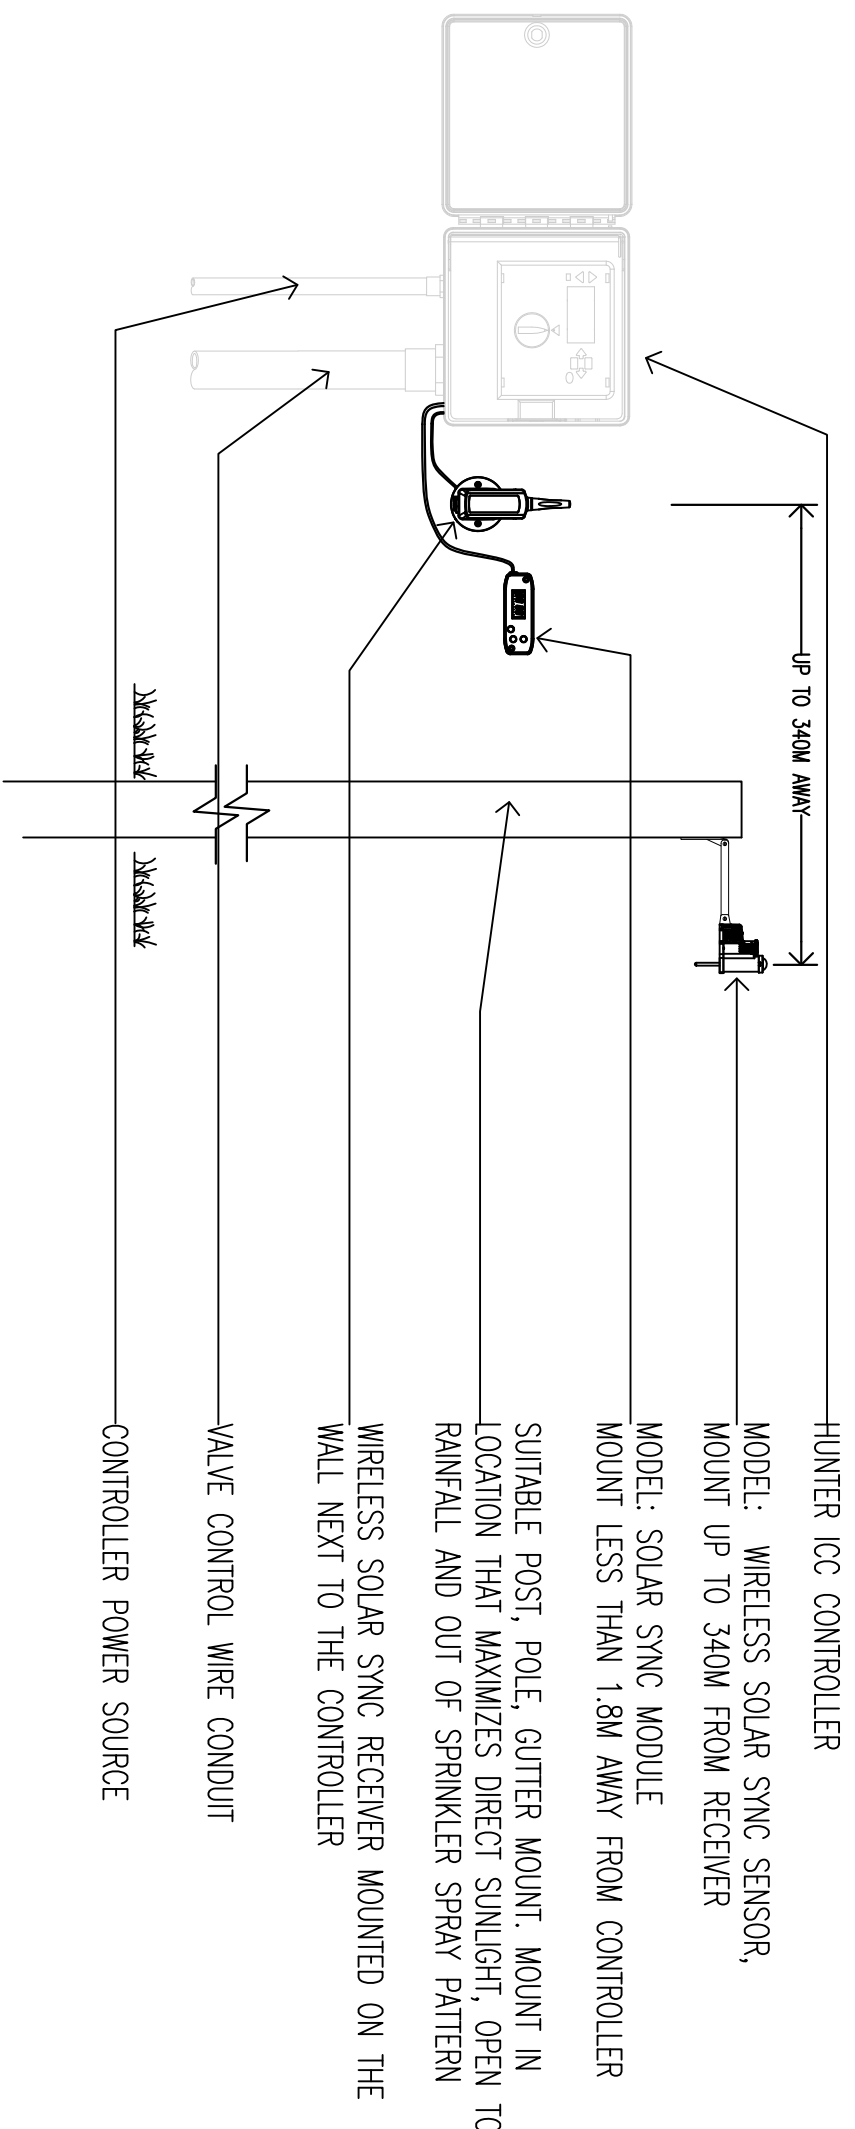 HUNTER ICC CONTROLLER
MODEL: WIRELESS SOLAR SYNC SENSOR,
MOUNT UP TO 340M FROM RECEIVER
UP TO 340M AWAY
MODEL: SOLAR SYNC MODULE
MOUNT LESS THAN 1.8M AWAY FROM CONTROLLER
SUITABLE POST, POLE, GUTTER MOUNT. MOUNT IN
LOCATION THAT MAXIMIZES DIRECT SUNLIGHT, OPEN TO
RAINFALL AND OUT OF SPRINKLER SPRAY PATTERN
WIRELESS SOLAR SYNC RECEIVER MOUNTED ON THE
WALL NEXT TO THE CONTROLLER
VALVE CONTROL WIRE CONDUIT
CONTROLLER POWER SOURCE